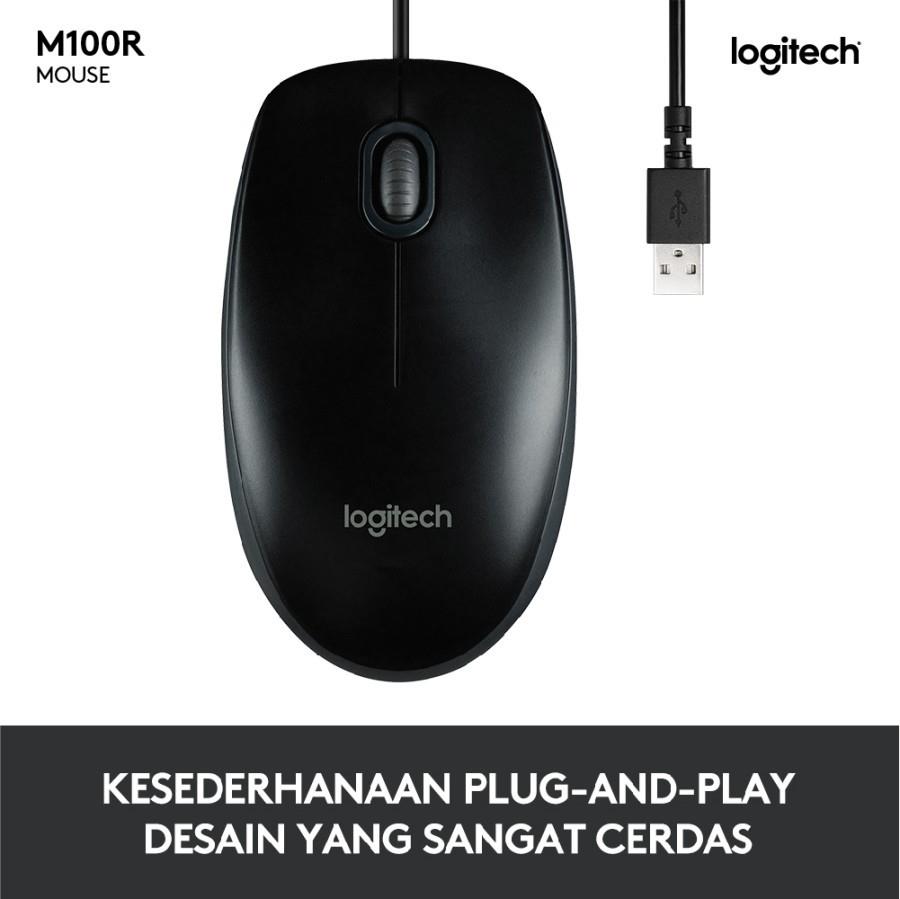 M100R
MOUSE
logitech
logitech
KESEDERHANAAN PLUG-AND-PLAY
DESAIN YANG SANGAT CERDAS